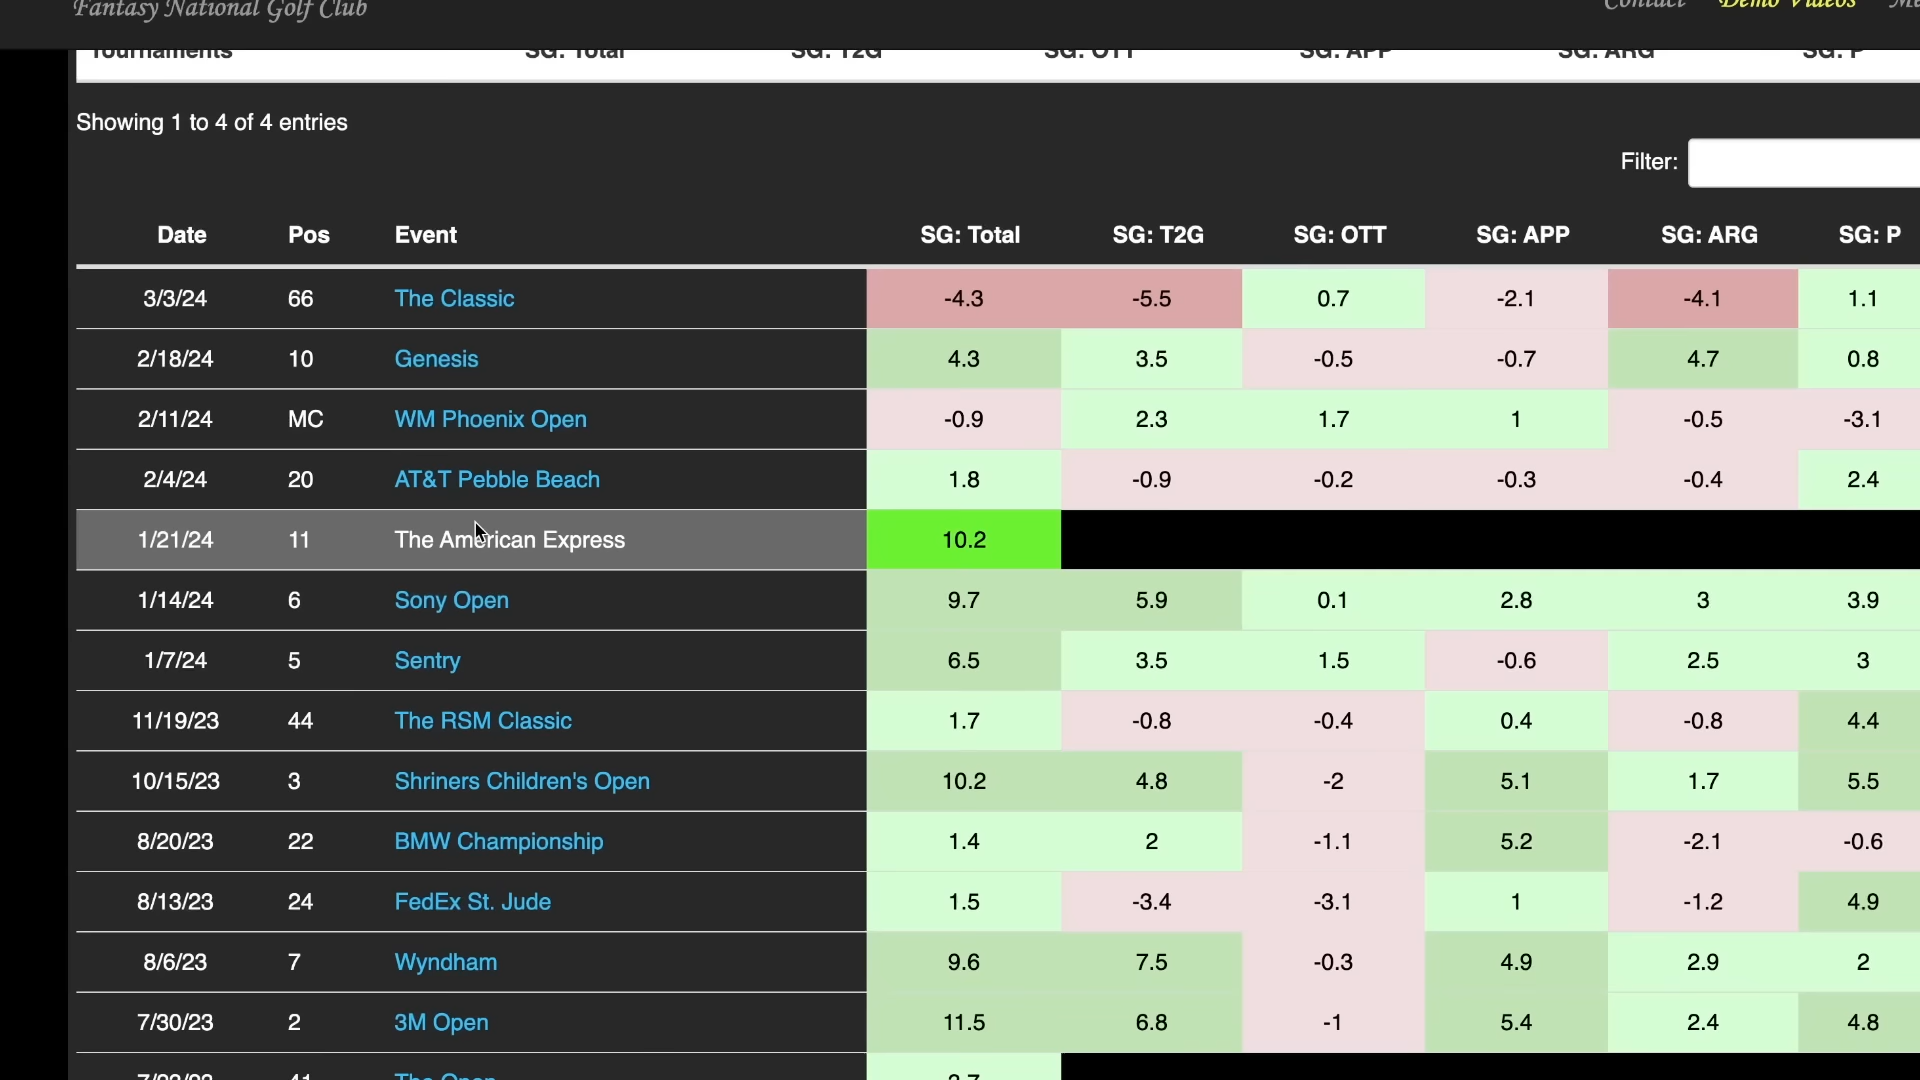 Fantasy National Golf Club Contact Demo Videos
Tournaments SG: Total SG: T2G SG: OTT SG: APP SG: ARG SG: P
Showing 1 to 4 of 4 entries
Filter:
Date Pos Event SG: Total SG: T2G SG: OTT SG: APP SG: ARG SG: P
3/3/24 66 The Classic -4.3 -5.5 0.7 -2.1 -4.1 1.1
2/18/24 10 Genesis 4.3 3.5 -0.5 -0.7 4.7 0.8
2/11/24 MC WM Phoenix Open -0.9 2.3 1.7 1 -0.5 -3.1
2/4/24 20 AT&T Pebble Beach 1.8 -0.9 -0.2 -0.3 -0.4 2.4
1/21/24 11 The American Express 10.2
1/14/24 6 Sony Open 9.7 5.9 0.1 2.8 3 3.9
1/7/24 5 Sentry 6.5 3.5 1.5 -0.6 2.5 3
11/19/23 44 The RSM Classic 1.7 -0.8 -0.4 0.4 -0.8 4.4
10/15/23 3 Shriners Children's Open 10.2 4.8 -2 5.1 1.7 5.5
8/20/23 22 BMW Championship 1.4 2 -1.1 5.2 -2.1 -0.6
8/13/23 24 FedEx St. Jude 1.5 -3.4 -3.1 1 -1.2 4.9
8/6/23 7 Wyndham 9.6 7.5 -0.3 4.9 2.9 2
7/30/23 2 3M Open 11.5 6.8 -1 5.4 2.4 4.8
The Open